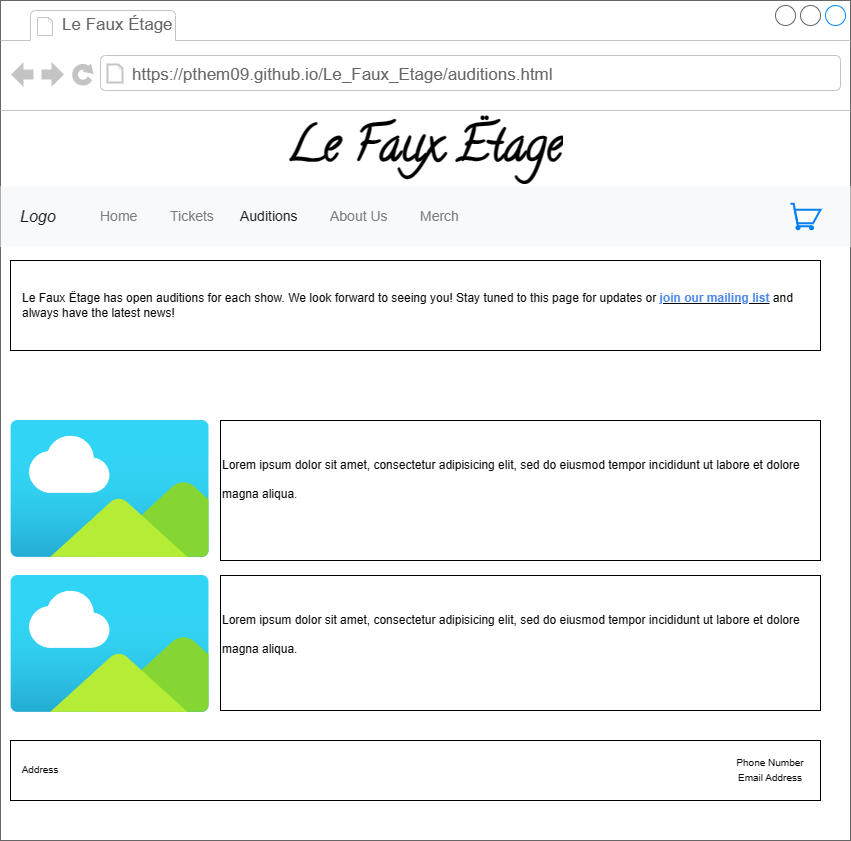 Le Faux Étage
https://pthem09.github.io/Le_Faux_Etage/auditions.html
Le Faux Ëtage
Logo Home Tickets Auditions About Us Merch
Le Faux Ëtage has open auditions for each show. We look forward to seeing you! Stay tuned to this page for updates or join our mailing list and
always have the latest news!
Lorem ipsum dolor sit amet, consectetur adipisicing elit, sed do eiusmod tempor incididunt ut labore et dolore
magna aliqua.
Lorem ipsum dolor sit amet, consectetur adipisicing elit, sed do eiusmod tempor incididunt ut labore et dolore
magna aliqua.
Address
Phone Number
Email Address